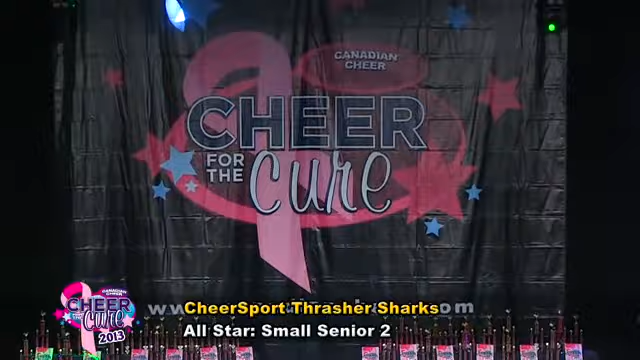 CANADIAN
CHEER
CHEER
FOR
THE
Cure
CheerSport Thrasher Sharks
All Star: Small Senior 2
CANADIAN
CHEER
CHEER
FOR THE
Cure
2013